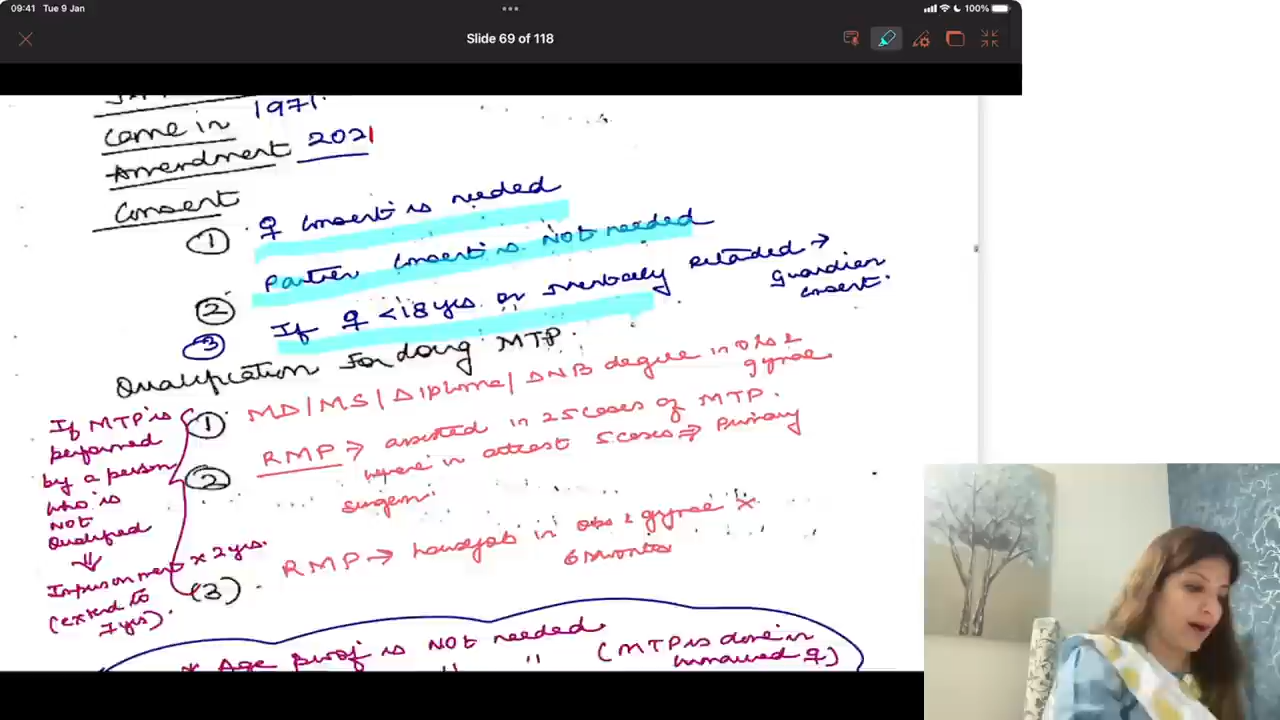 09:41 Tue 9 Jan
100%
Slide 69 of 118
Came in 1971.
Amendment 2021
Consent
① ♀ Consent is needed
Partner Consent is NOT needed
② If ♀ <18 yrs. or mentally retarded →
Guardian
consent.
③
Qualification For doing MTP.
① MD/MS/Diploma/DNB degree in Obs &
gynae
② RMP → assisted in 25 cases of MTP.
where in atleast 5 cases ⇒ Primary
surgeon.
(3). RMP → housejob in obs & gynae x
6 Months
If MTP is
performed
by a person
who is
NOT
Qualified
⇓
Imprisonment x 2 yrs.
(extend to
7 yrs).
* Age proof is NOT needed.
" "
(MTP is done in
unmarried ♀)